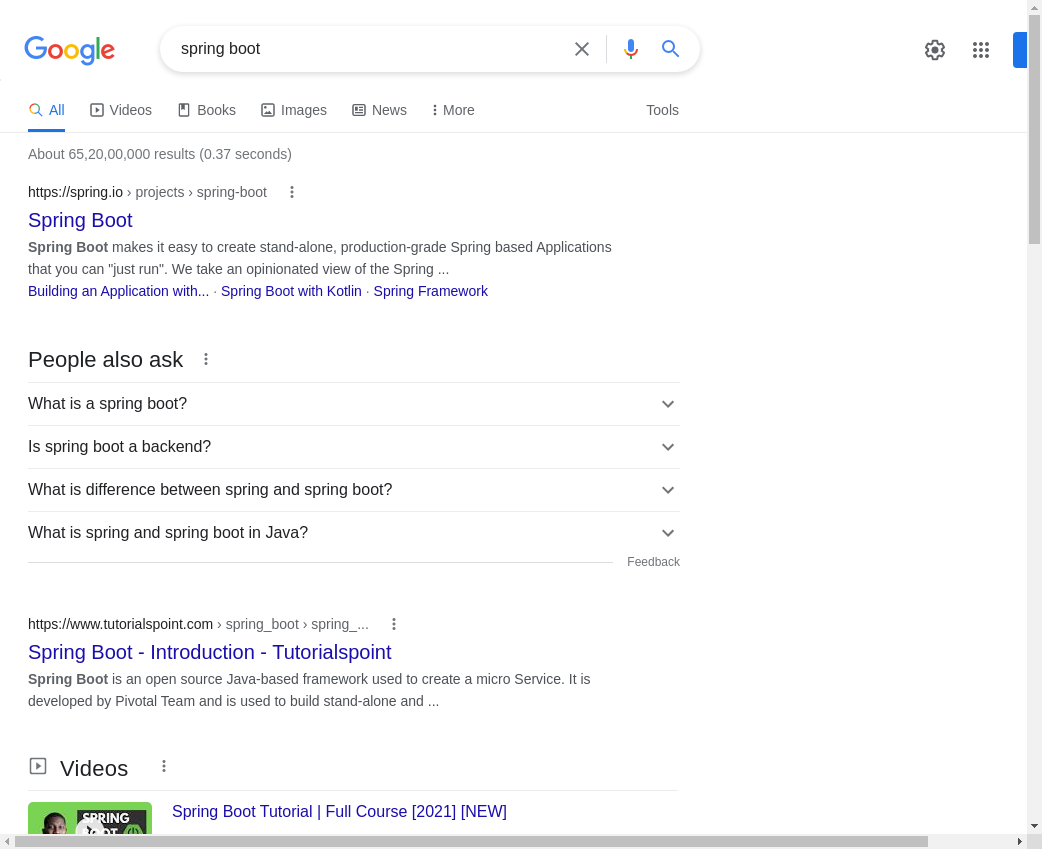 Google
spring boot
All
Videos
Books
Images
News
More
Tools
About 65,20,00,000 results (0.37 seconds)
https://spring.io › projects › spring-boot
Spring Boot
Spring Boot makes it easy to create stand-alone, production-grade Spring based Applications
that you can "just run". We take an opinionated view of the Spring ...
Building an Application with... · Spring Boot with Kotlin · Spring Framework
People also ask
What is a spring boot?
Is spring boot a backend?
What is difference between spring and spring boot?
What is spring and spring boot in Java?
Feedback
https://www.tutorialspoint.com › spring_boot › spring_...
Spring Boot - Introduction - Tutorialspoint
Spring Boot is an open source Java-based framework used to create a micro Service. It is
developed by Pivotal Team and is used to build stand-alone and ...
Videos
Spring Boot Tutorial | Full Course [2021] [NEW]
SPRING